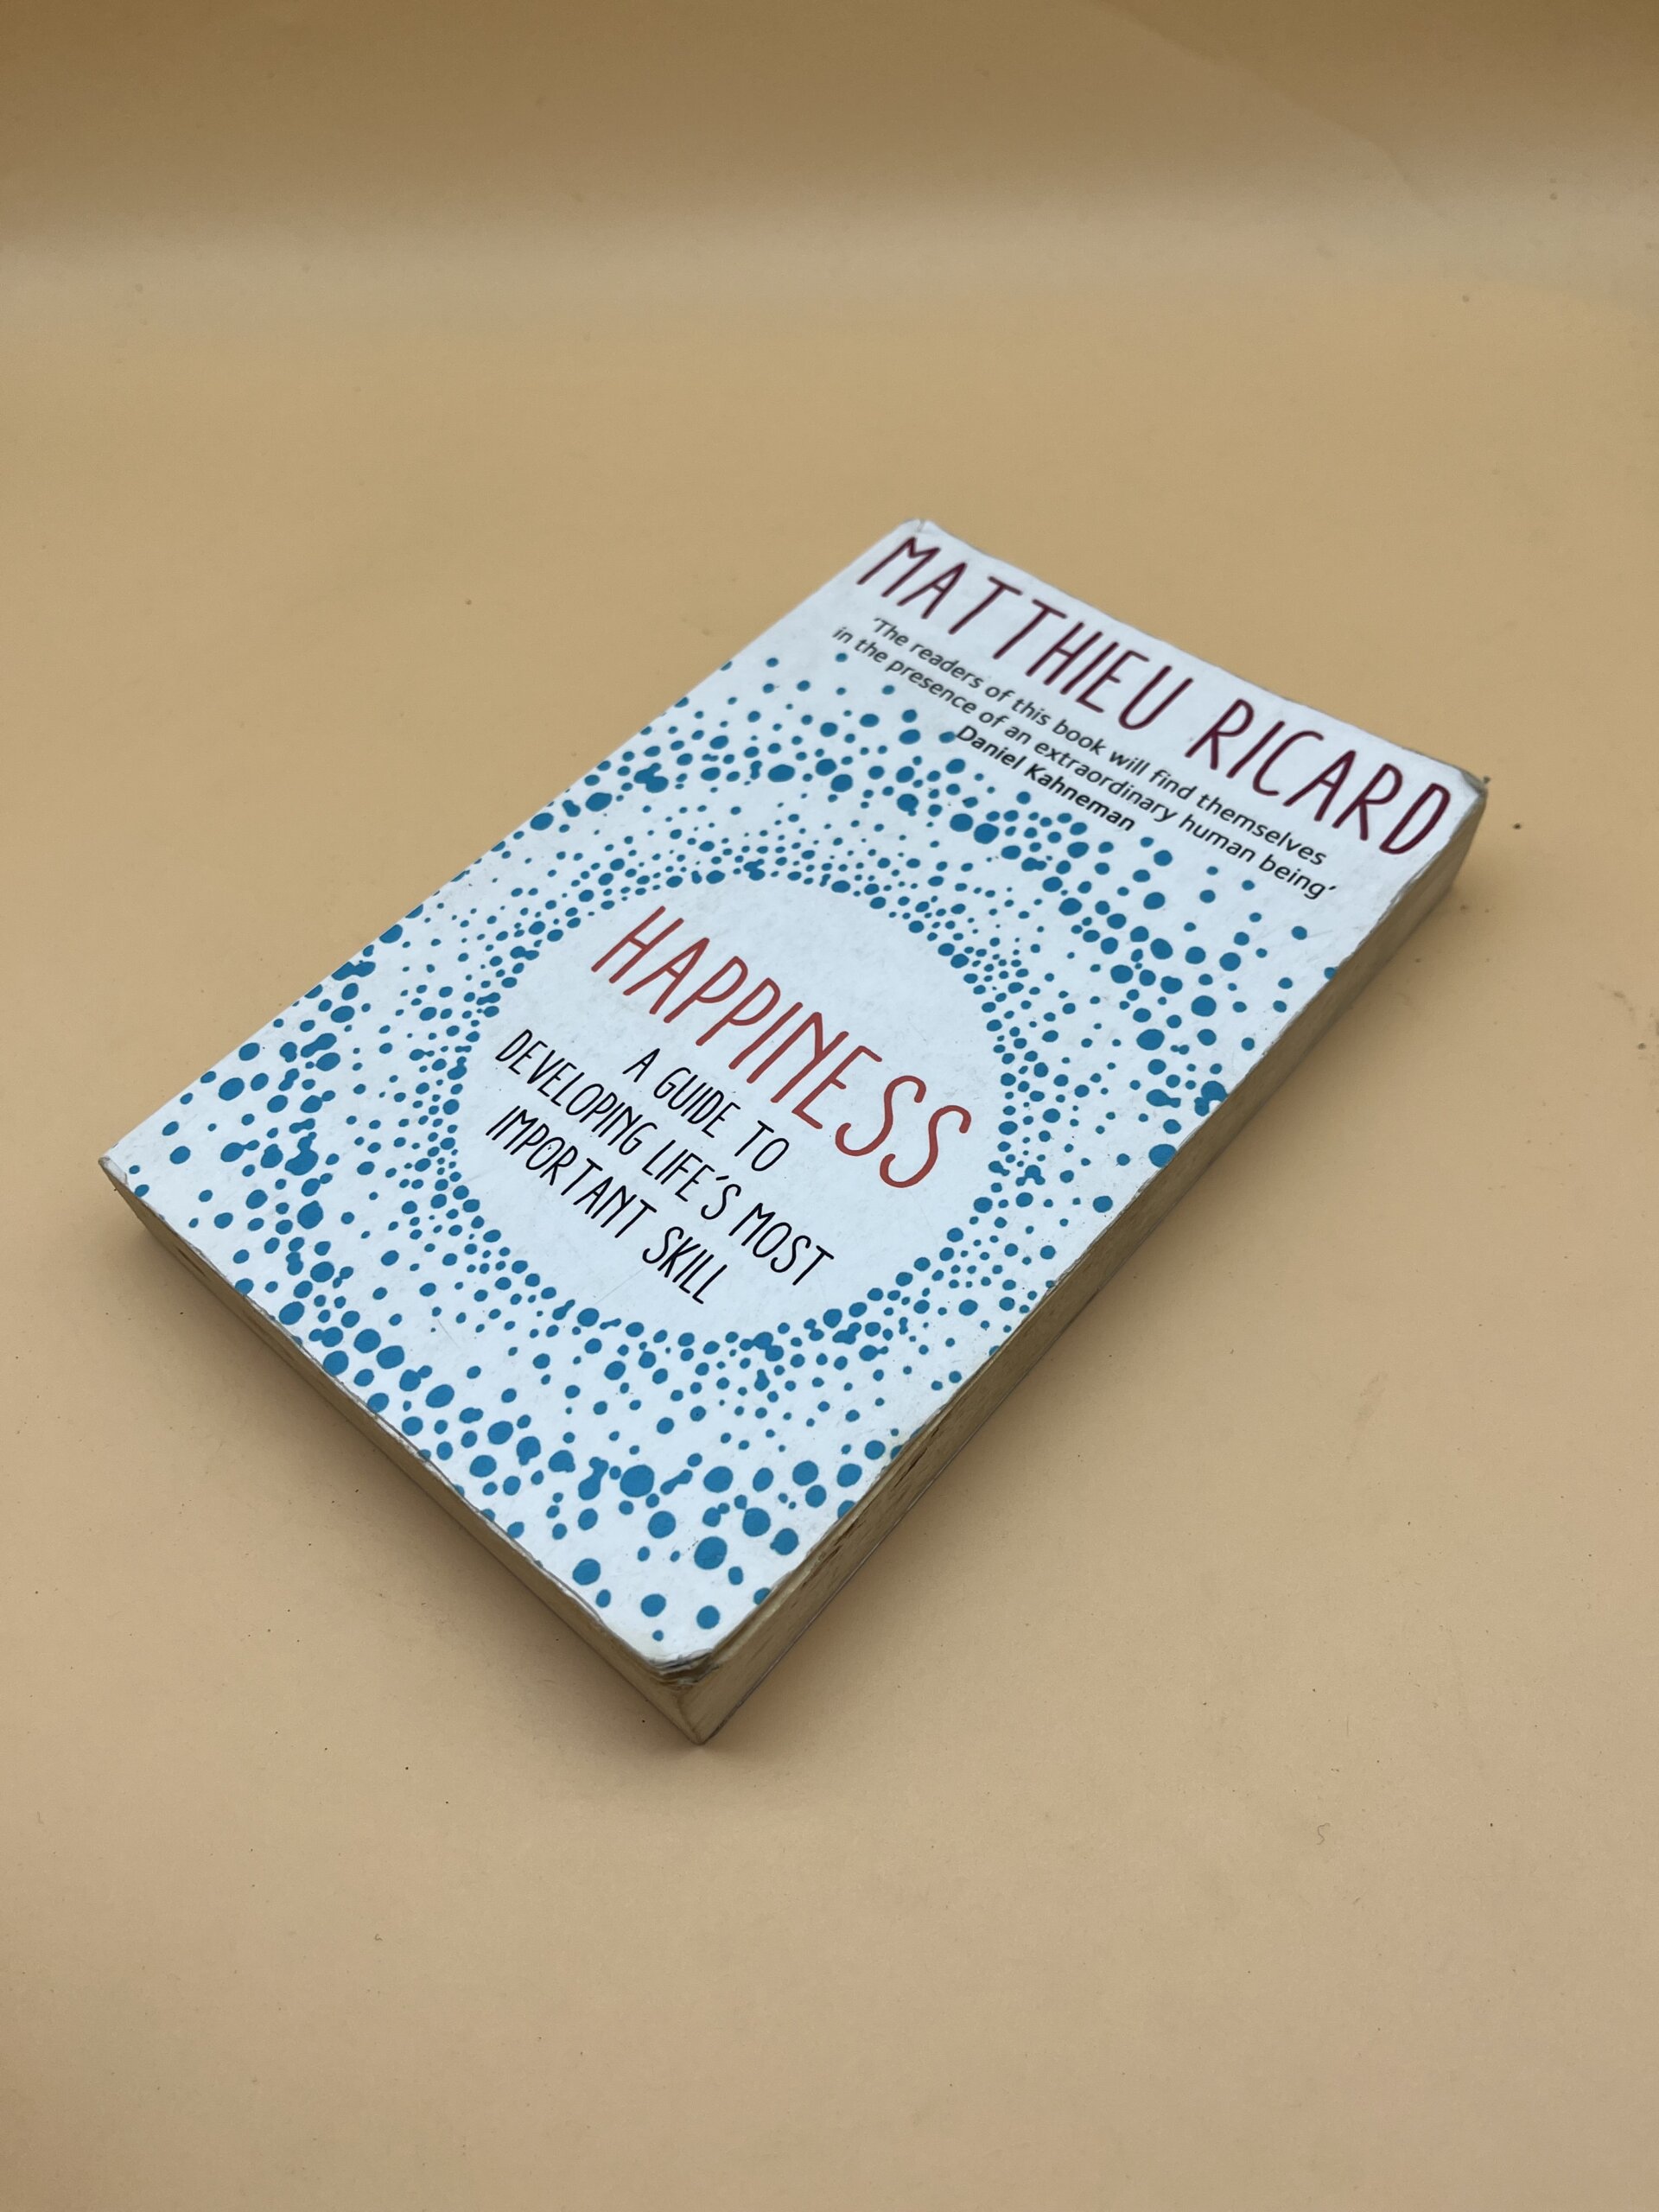 MATTHIEU RICARD
'The readers of this book will find themselves
in the presence of an extraordinary human being'
Daniel Kahneman
HAPPINESS
A GUIDE TO
DEVELOPING LIFE'S MOST
IMPORTANT SKILL